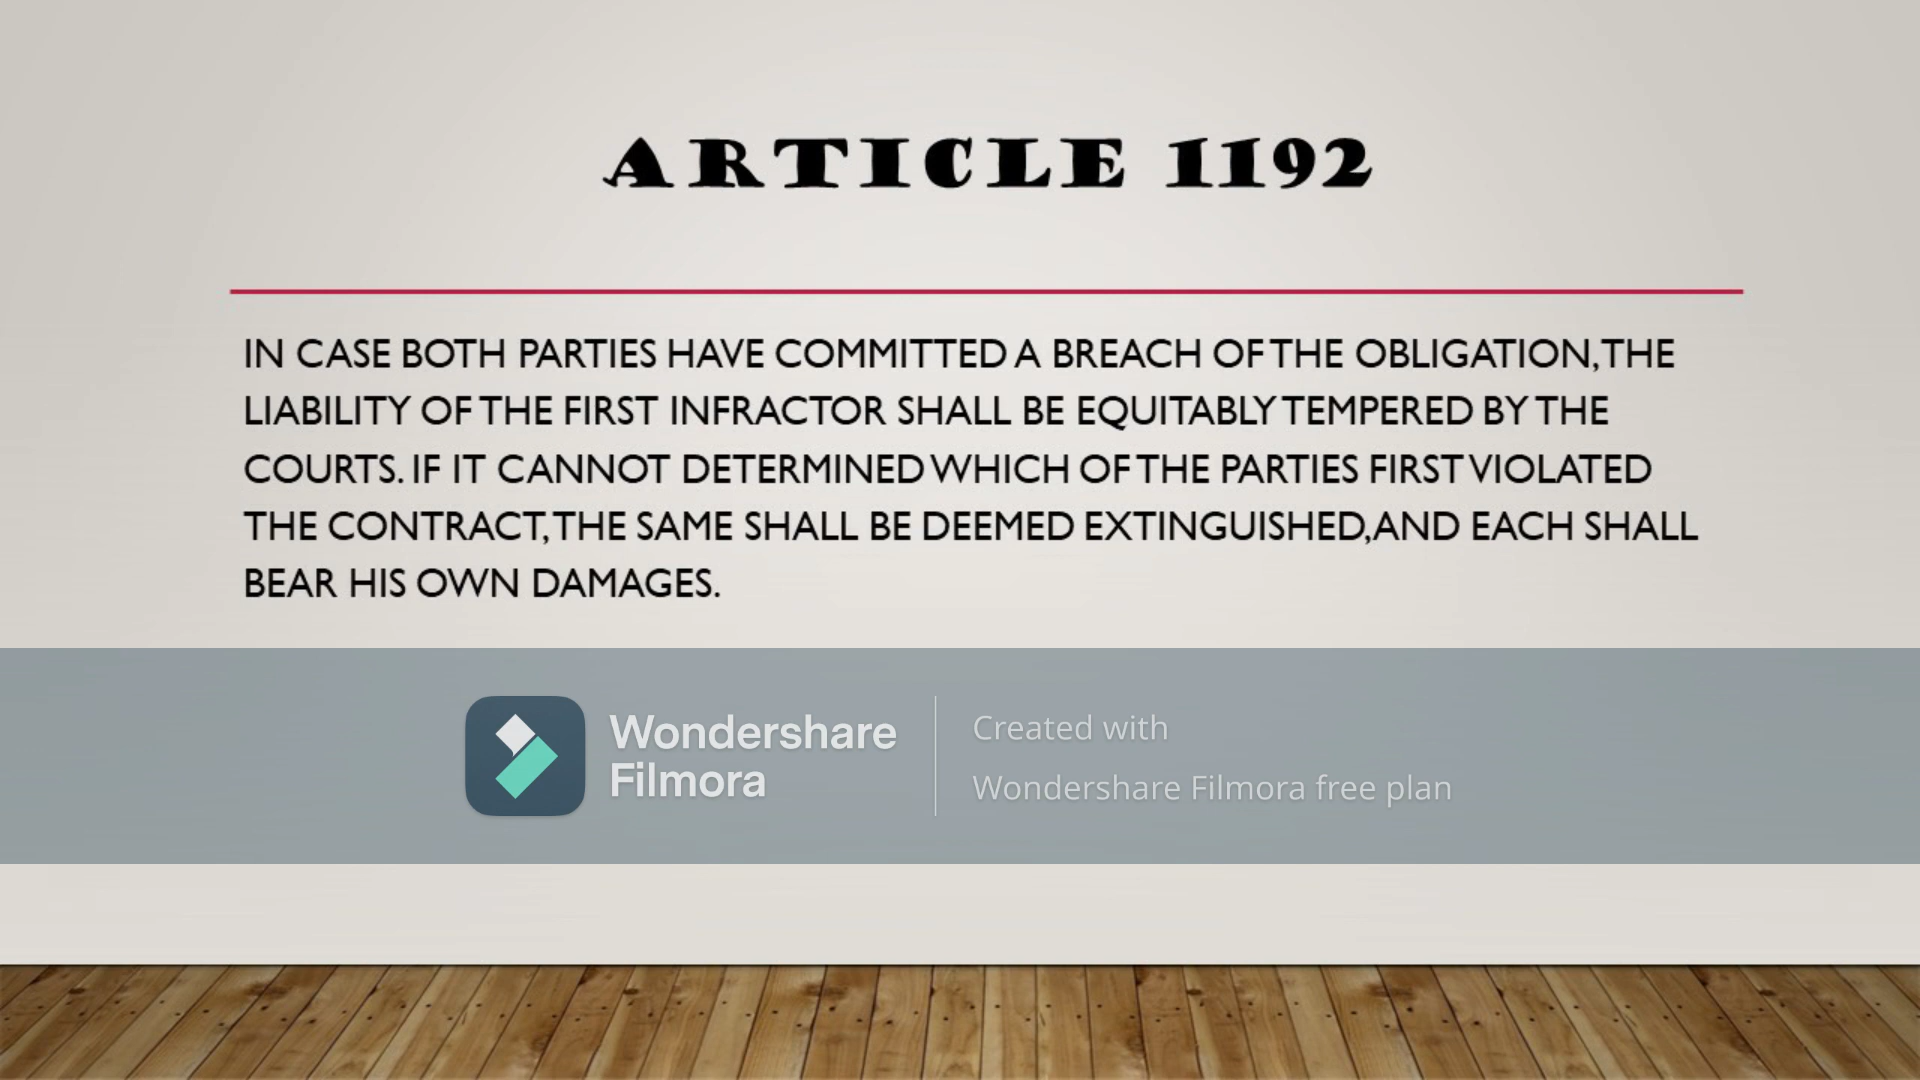 ARTICLE 1192
IN CASE BOTH PARTIES HAVE COMMITTED A BREACH OF THE OBLIGATION, THE
LIABILITY OF THE FIRST INFRACTOR SHALL BE EQUITABLY TEMPERED BY THE
COURTS. IF IT CANNOT DETERMINED WHICH OF THE PARTIES FIRST VIOLATED
THE CONTRACT, THE SAME SHALL BE DEEMED EXTINGUISHED, AND EACH SHALL
BEAR HIS OWN DAMAGES.
Wondershare
Filmora
Created with
Wondershare Filmora free plan